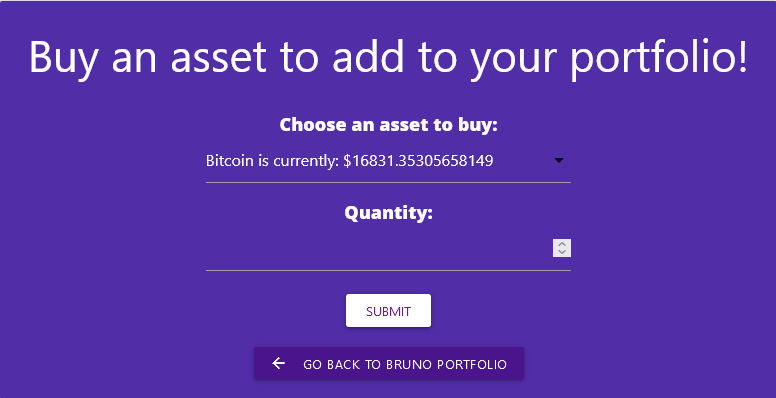 Buy an asset to add to your portfolio!
Choose an asset to buy:
Bitcoin is currently: $16831.35305658149
Quantity:
SUBMIT
GO BACK TO BRUNO PORTFOLIO